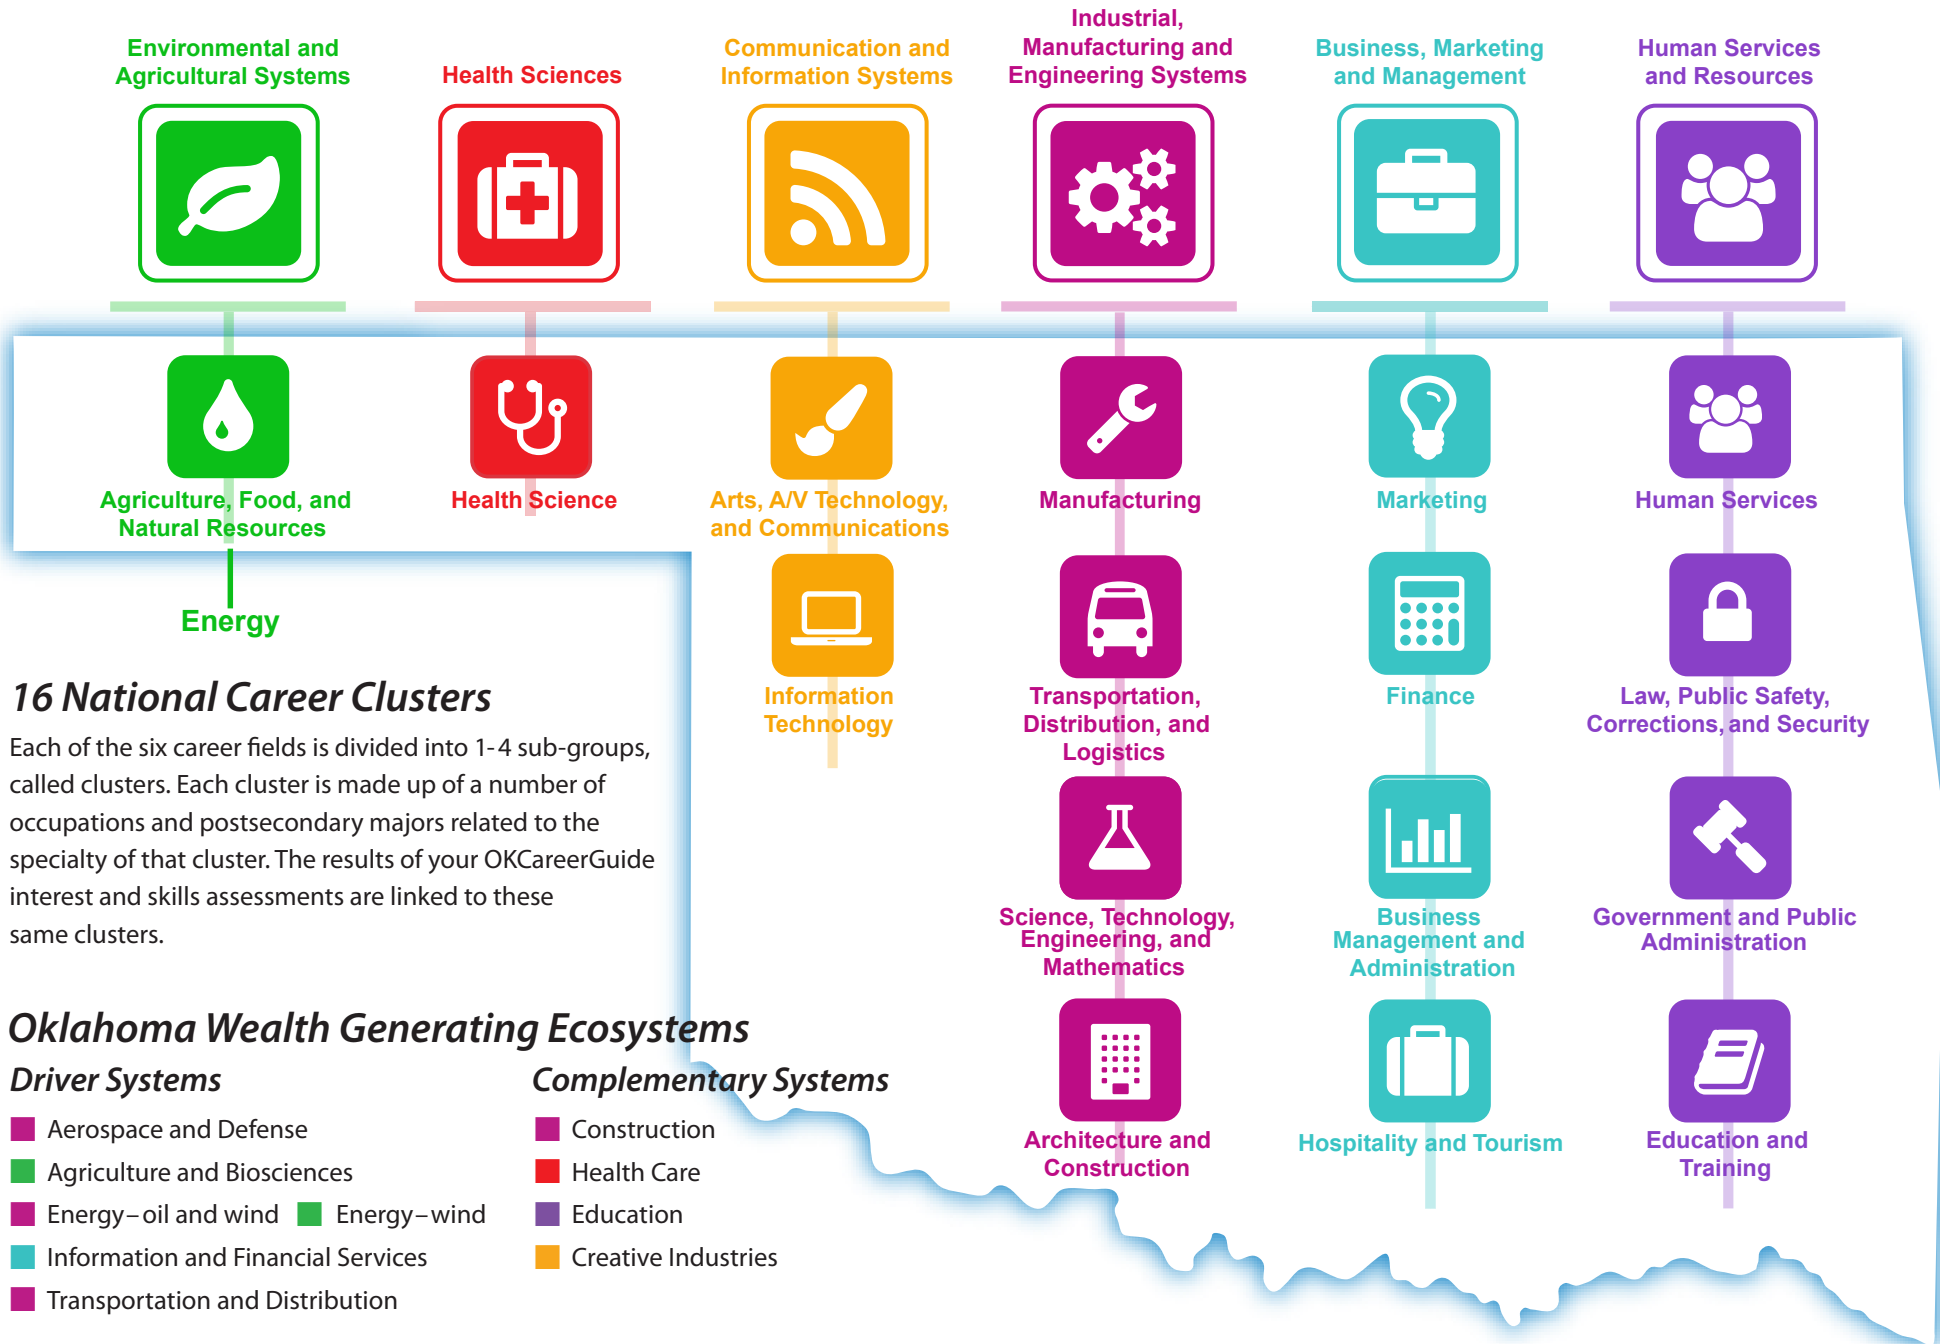 Environmental and
Agricultural Systems
Health Sciences
Communication and
Information Systems
Industrial,
Manufacturing and
Engineering Systems
Business, Marketing
and Management
Human Services
and Resources
Agriculture, Food, and
Natural Resources
Energy
Health Science
Arts, A/V Technology,
and Communications
Information
Technology
Manufacturing
Transportation,
Distribution, and
Logistics
Science, Technology,
Engineering, and
Mathematics
Architecture and
Construction
Marketing
Finance
Business
Management and
Administration
Hospitality and Tourism
Human Services
Law, Public Safety,
Corrections, and Security
Government and Public
Administration
Education and
Training
16 National Career Clusters
Each of the six career fields is divided into 1-4 sub-groups,
called clusters. Each cluster is made up of a number of
occupations and postsecondary majors related to the
specialty of that cluster. The results of your OKCareerGuide
interest and skills assessments are linked to these
same clusters.
Oklahoma Wealth Generating Ecosystems
Driver Systems
Aerospace and Defense
Agriculture and Biosciences
Energy–oil and wind Energy–wind
Information and Financial Services
Transportation and Distribution
Complementary Systems
Construction
Health Care
Education
Creative Industries